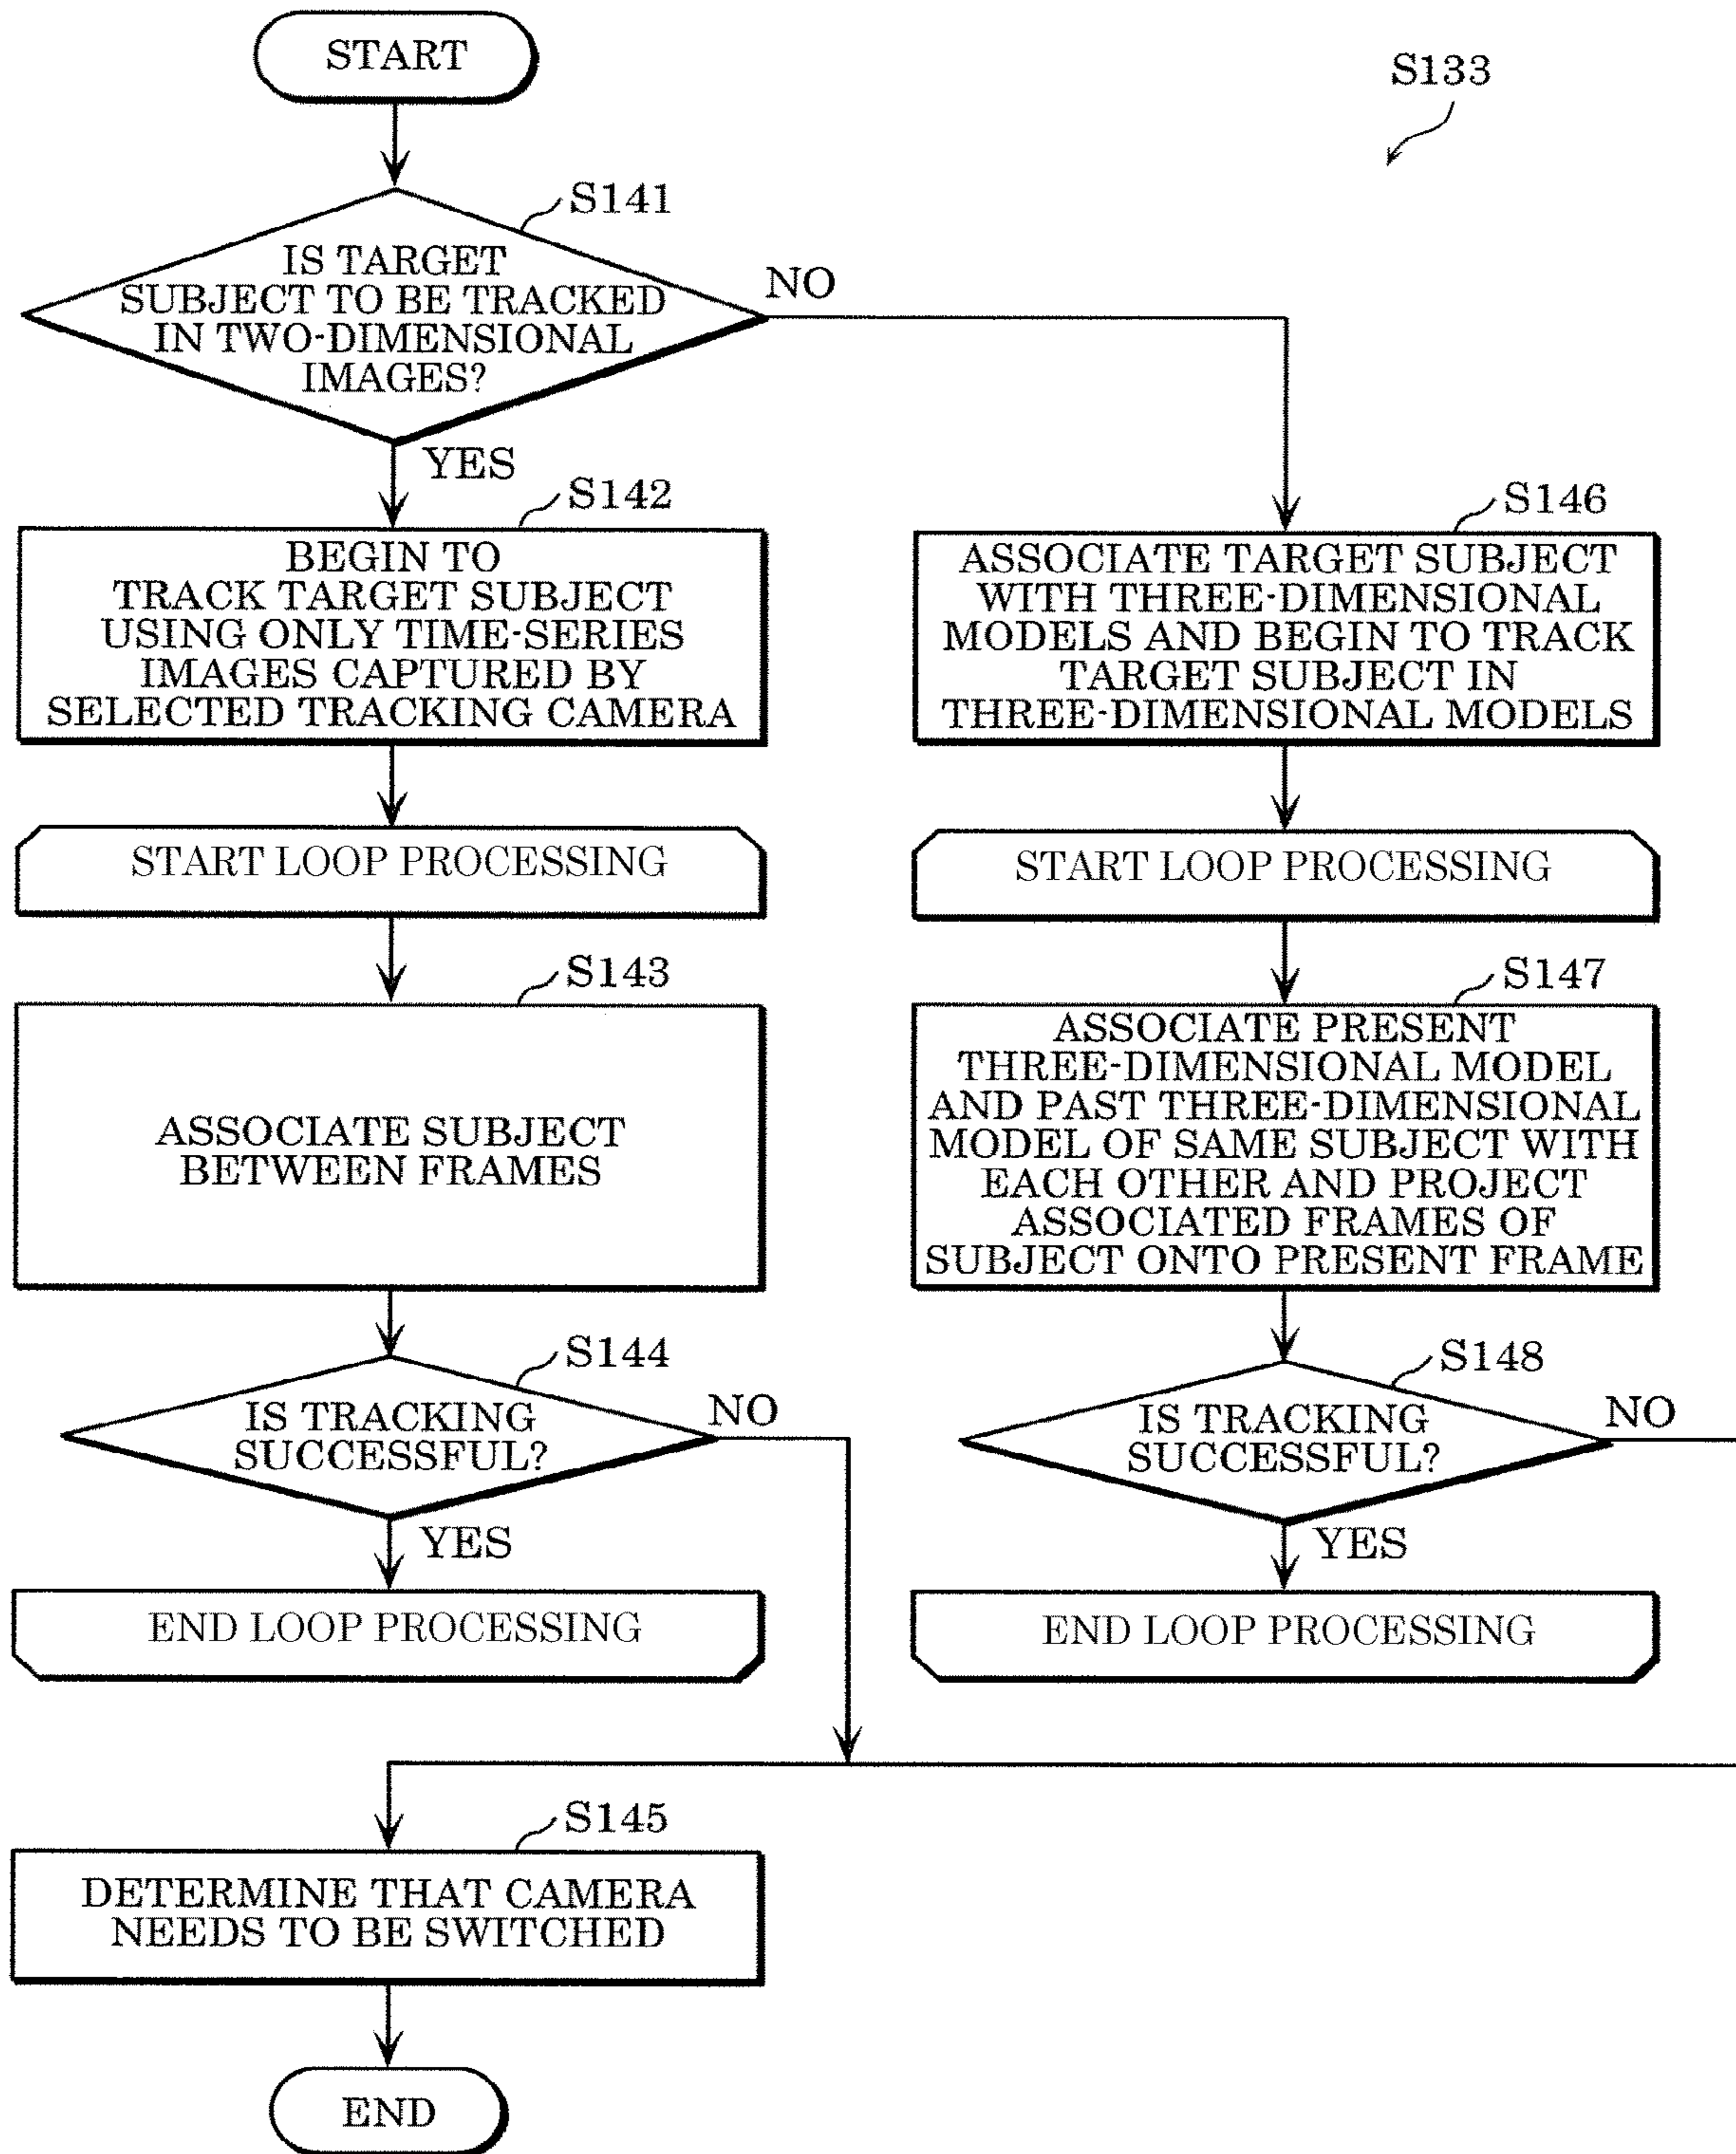 START
S133
S141
IS TARGET
SUBJECT TO BE TRACKED
IN TWO-DIMENSIONAL
IMAGES?
NO
YES
S142
BEGIN TO
TRACK TARGET SUBJECT
USING ONLY TIME-SERIES
IMAGES CAPTURED BY
SELECTED TRACKING CAMERA
START LOOP PROCESSING
S143
ASSOCIATE SUBJECT
BETWEEN FRAMES
S144
IS TRACKING
SUCCESSFUL?
NO
YES
END LOOP PROCESSING
S146
ASSOCIATE TARGET SUBJECT
WITH THREE-DIMENSIONAL
MODELS AND BEGIN TO TRACK
TARGET SUBJECT IN
THREE-DIMENSIONAL MODELS
START LOOP PROCESSING
S147
ASSOCIATE PRESENT
THREE-DIMENSIONAL MODEL
AND PAST THREE-DIMENSIONAL
MODEL OF SAME SUBJECT WITH
EACH OTHER AND PROJECT
ASSOCIATED FRAMES OF
SUBJECT ONTO PRESENT FRAME
S148
IS TRACKING
SUCCESSFUL?
NO
YES
END LOOP PROCESSING
S145
DETERMINE THAT CAMERA
NEEDS TO BE SWITCHED
END